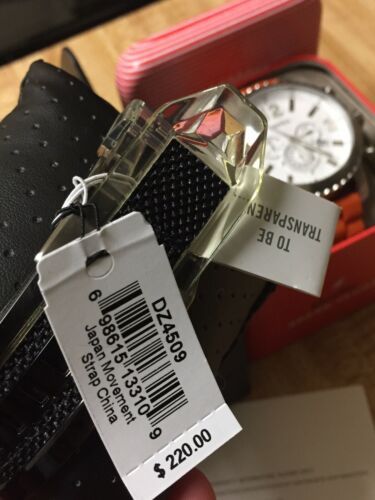 TO BE
TRANSPAREN
DZ4509
6 98615 13310 9
Japan Movement
Strap China
$ 220.00